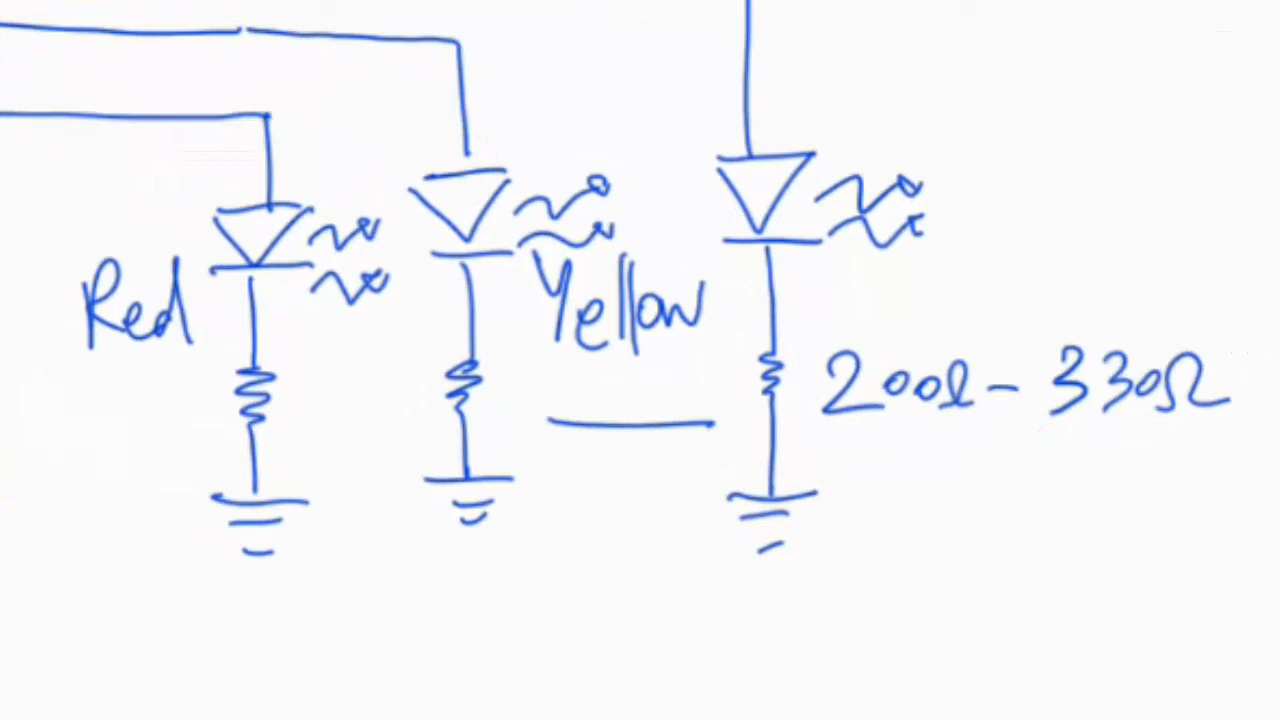 Red
Yellow
200Ω - 330Ω